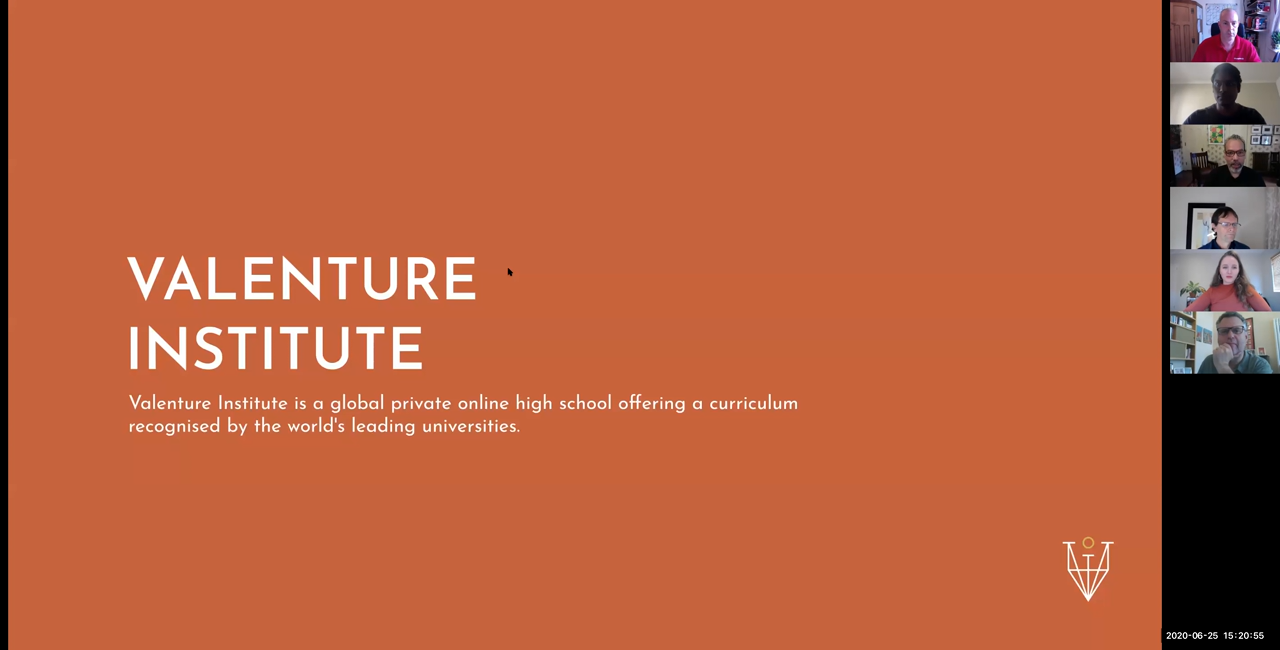 VALENTURE
INSTITUTE
Valenture Institute is a global private online high school offering a curriculum
recognised by the world's leading universities.
2020-06-25 15:20:55